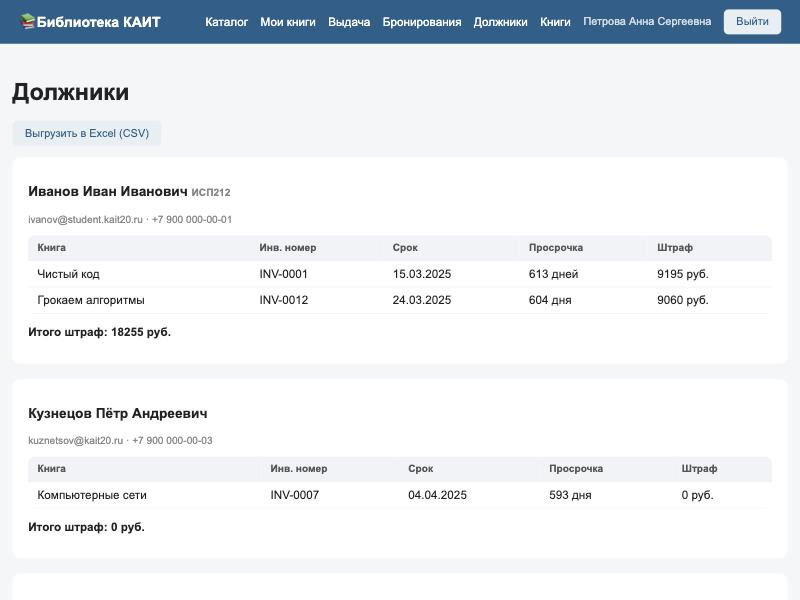 Библиотека КАИТ Каталог Мои книги Выдача Бронирования Должники Книги Петрова Анна Сергеевна Выйти
Должники
Выгрузить в Excel (CSV)
Иванов Иван Иванович ИСП212
ivanov@student.kait20.ru · +7 900 000-00-01
Книга Инв. номер Срок Просрочка Штраф
Чистый код INV-0001 15.03.2025 613 дней 9195 руб.
Грокаем алгоритмы INV-0012 24.03.2025 604 дня 9060 руб.
Итого штраф: 18255 руб.
Кузнецов Пётр Андреевич
kuznetsov@kait20.ru · +7 900 000-00-03
Книга Инв. номер Срок Просрочка Штраф
Компьютерные сети INV-0007 04.04.2025 593 дня 0 руб.
Итого штраф: 0 руб.